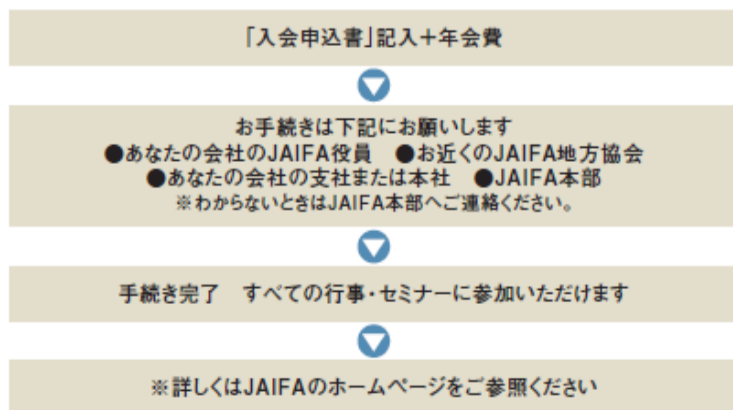 「入会申込書」記入＋年会費
お手続きは下記にお願いします
●あなたの会社のJAIFA役員　●お近くのJAIFA地方協会
●あなたの会社の支社または本社　●JAIFA本部
※わからないときはJAIFA本部へご連絡ください。
手続き完了　すべての行事・セミナーに参加いただけます
※詳しくはJAIFAのホームページをご参照ください